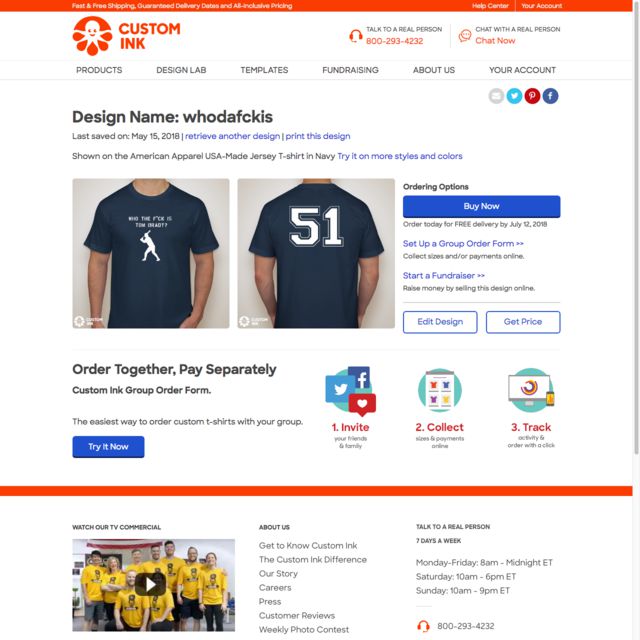 Fast & Free Shipping, Guaranteed Delivery Dates and All-Inclusive Pricing
Help Center
Your Account
CUSTOM
INK
TALK TO A REAL PERSON
800-293-4232
CHAT WITH A REAL PERSON
Chat Now
PRODUCTS
DESIGN LAB
TEMPLATES
FUNDRAISING
ABOUT US
YOUR ACCOUNT
Design Name: whodafckis
Last saved on: May 15, 2018 | retrieve another design | print this design
Shown on the American Apparel USA-Made Jersey T-shirt in Navy Try it on more styles and colors
WHO THE F*CK IS
TOM BRADY?
CUSTOM
INK
51
CUSTOM
INK
Ordering Options
Buy Now
Order today for FREE delivery by July 12, 2018
Set Up a Group Order Form >>
Collect sizes and/or payments online.
Start a Fundraiser >>
Raise money by selling this design online.
Edit Design
Get Price
Order Together, Pay Separately
Custom Ink Group Order Form.
The easiest way to order custom t-shirts with your group.
Try It Now
1. Invite
your friends
& family
2. Collect
sizes & payments
online
3. Track
activity &
order with a click
WATCH OUR TV COMMERCIAL
ABOUT US
Get to Know Custom Ink
The Custom Ink Difference
Our Story
Careers
Press
Customer Reviews
Weekly Photo Contest
TALK TO A REAL PERSON
7 DAYS A WEEK
Monday-Friday: 8am - Midnight ET
Saturday: 10am - 6pm ET
Sunday: 10am - 9pm ET
800-293-4232